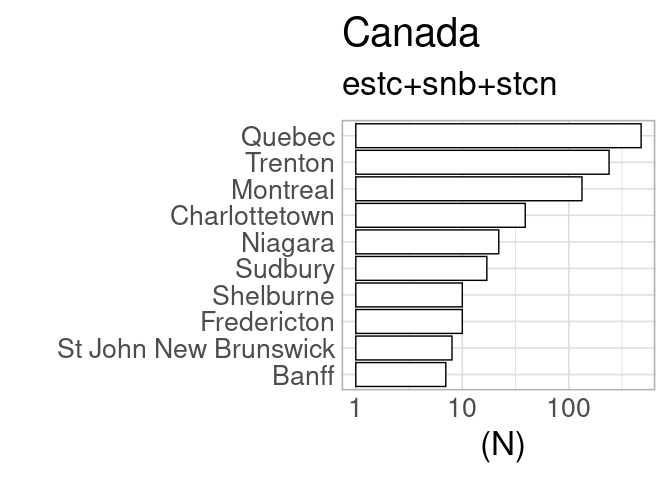 Canada
estc+snb+stcn
Quebec
Trenton
Montreal
Charlottetown
Niagara
Sudbury
Shelburne
Fredericton
St John New Brunswick
Banff
1 10 100
(N)